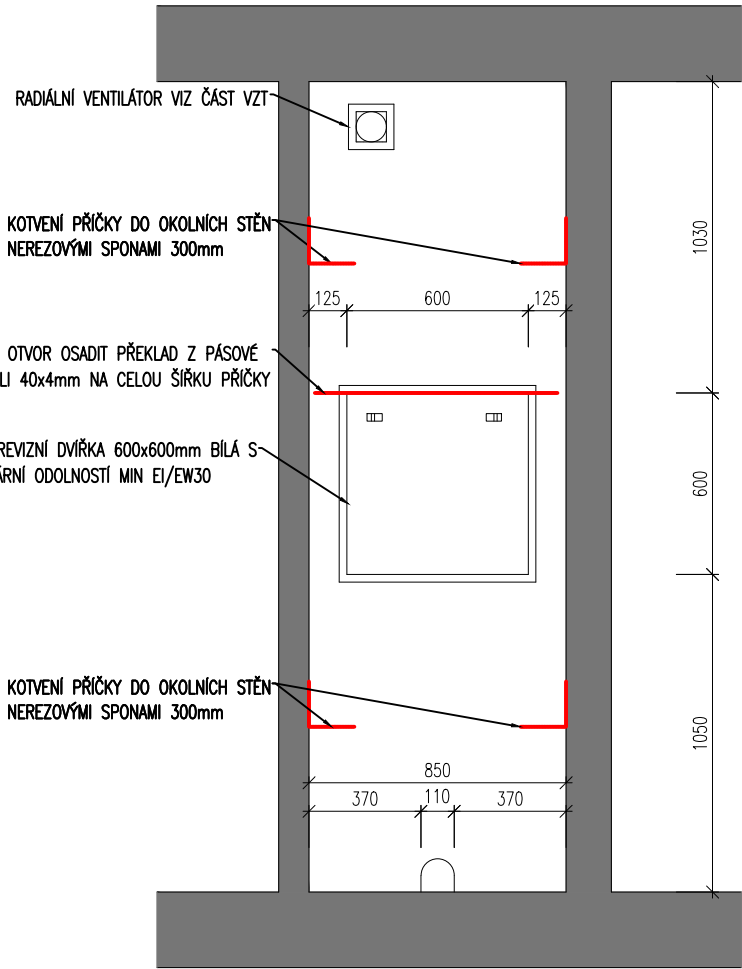 RADIÁLNÍ VENTILÁTOR VIZ ČÁST VZT
KOTVENÍ PŘÍČKY DO OKOLNÍCH STĚN
NEREZOVÝMI SPONAMI 300mm
1030
125 600 125
OTVOR OSADIT PŘEKLAD Z PÁSOVÉ
LI 40x4mm NA CELOU ŠÍŘKU PŘÍČKY
REVIZNÍ DVÍŘKA 600x600mm BÍLÁ S
ÁRNÍ ODOLNOSTÍ MIN EI/EW30
600
KOTVENÍ PŘÍČKY DO OKOLNÍCH STĚN
NEREZOVÝMI SPONAMI 300mm
1050
850
370 110 370